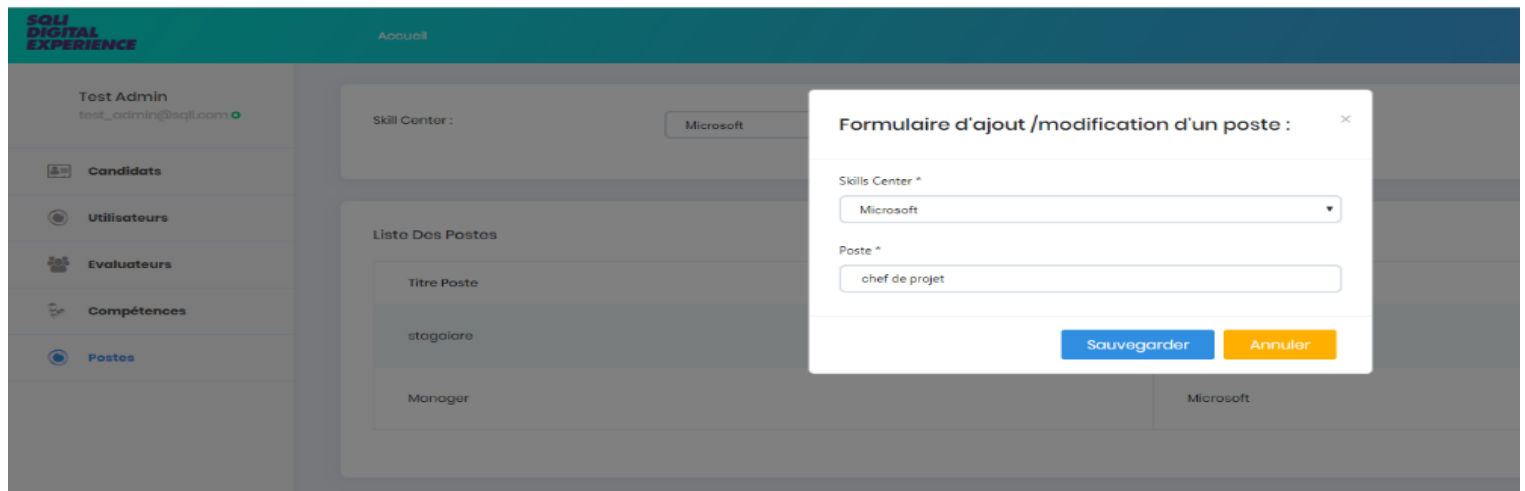 SQLI
DIGITAL
EXPERIENCE
Accueil
Test Admin
test_admin@sqli.com
Candidats
Utilisateurs
Evaluateurs
Compétences
Postes
Skill Center :
Microsoft
Liste Des Postes
Titre Poste
stagaiare
Manager
Microsoft
Formulaire d'ajout /modification d'un poste :
×
Skills Center *
Microsoft
Poste *
chef de projet
Sauvegarder
Annuler